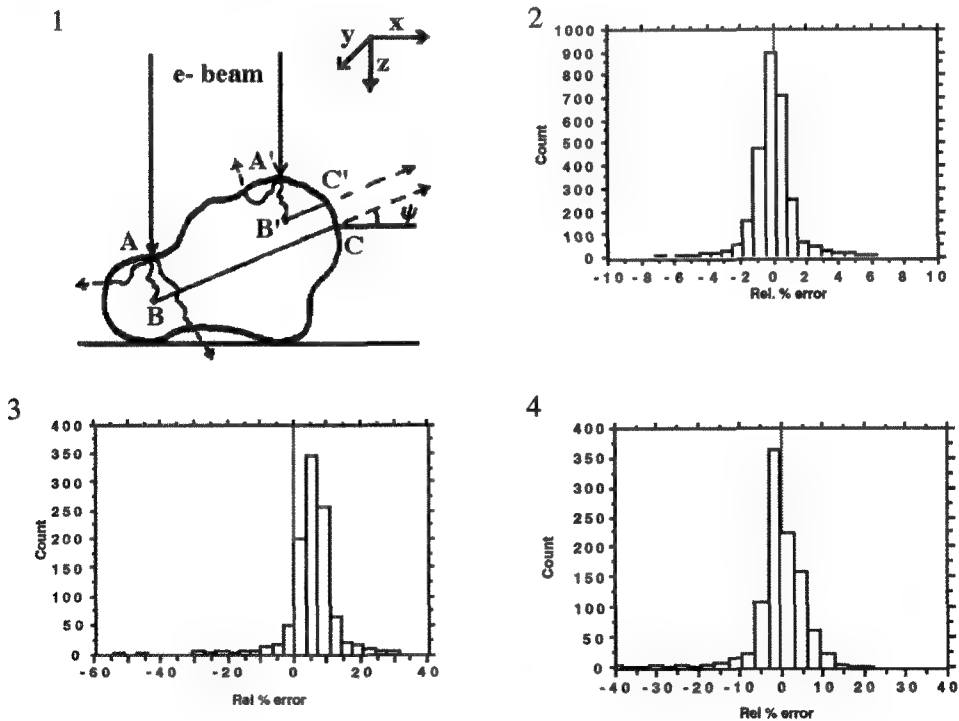 1
x
y
z
e- beam
A'
C'
B'
ψ
A
C
B
2
1000
900
800
700
600
500
400
300
200
100
0
Count
-10 -8 -6 -4 -2 0 2 4 6 8 10
Rel. % error
3
400
350
300
250
200
150
100
50
0
Count
-60 -40 -20 0 20 40
Rel % error
4
400
350
300
250
200
150
100
50
0
Count
-40 -30 -20 -10 0 10 20 30 40
Rel % error